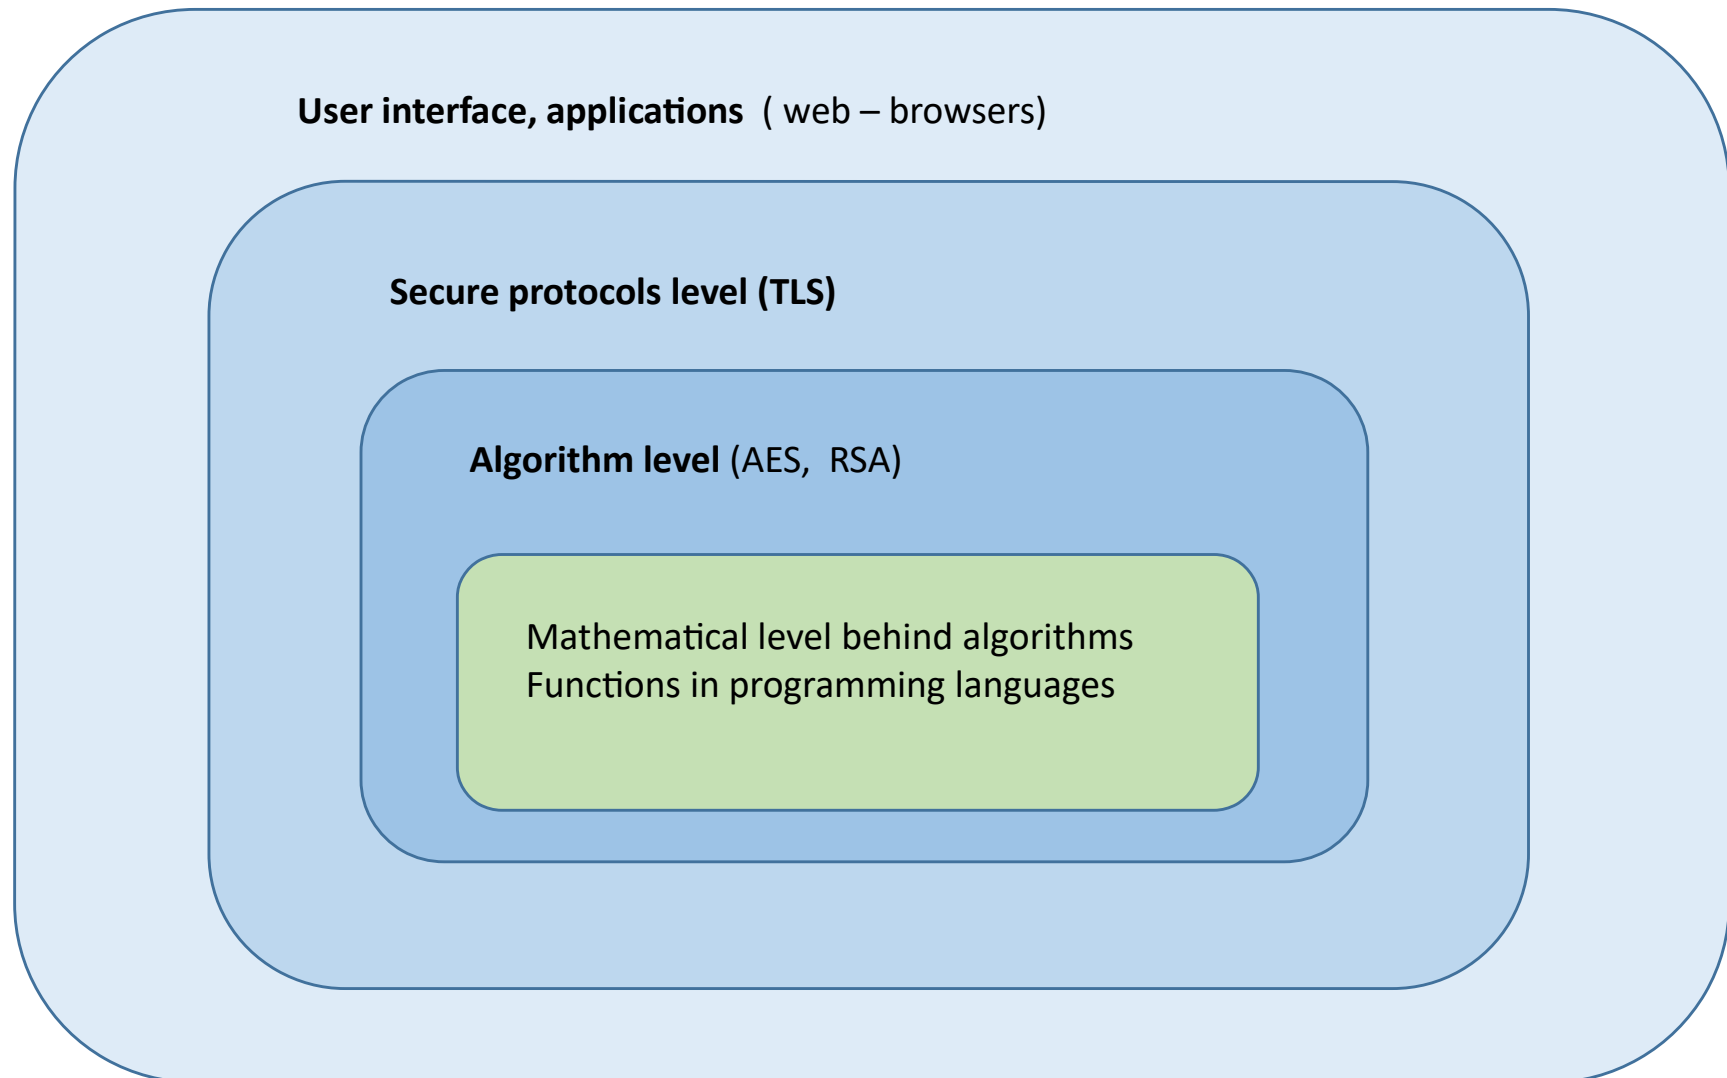 User interface, applications ( web – browsers)
Secure protocols level (TLS)
Algorithm level (AES, RSA)
Mathematical level behind algorithms
Functions in programming languages